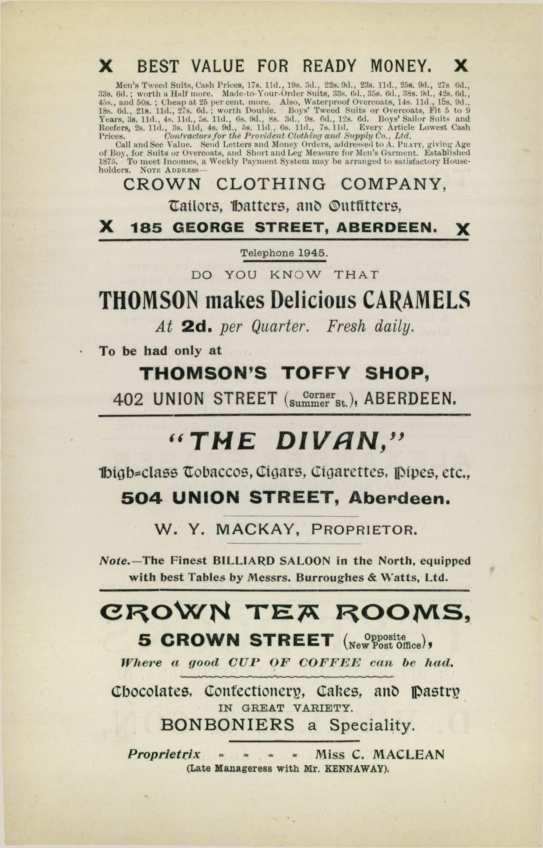 X BEST VALUE FOR READY MONEY. X
Men's Tweed Suits, Cash Prices, 17s. 11d., 19s. 3d., 22s. 9d., 23s. 11d., 25s. 9d., 27s. 6d.,
33s. 6d.; worth a Half more. Made-to-Your-Order Suits, 33s. 6d., 35s. 6d., 38s. 9d., 42s. 6d.,
45s., and 50s.; Cheap at 25 per cent. more. Also, Waterproof Overcoats, 14s. 11d., 18s. 9d.,
18s. 6d., 21s. 11d., 27s. 6d.; worth Double. Boys' Tweed Suits or Overcoats, Fit 5 to 9
Years, 3s. 11d., 4s. 11d., 5s. 11d., 6s. 9d., 8s. 3d., 9s. 6d., 12s. 6d. Boys' Sailor Suits and
Reefers, 2s. 11d., 3s. 11d, 4s. 9d., 5s. 11d., 6s. 11d., 7s. 11d. Every Article Lowest Cash
Prices. Contractors for the Provident Clothing and Supply Co., Ltd.
Call and See Value. Send Letters and Money Orders, addressed to A. PRATT, giving Age
of Boy, for Suits or Overcoats, and Short and Leg Measure for Men's Garment. Established
1875. To meet Incomes, a Weekly Payment System may be arranged to satisfactory House-
holders. NOTE ADDRESS—
CROWN CLOTHING COMPANY,
Tailors, Hatters, and Outfitters,
X 185 GEORGE STREET, ABERDEEN. X
Telephone 1945.
DO YOU KNOW THAT
THOMSON makes Delicious CARAMELS
At 2d. per Quarter. Fresh daily.
To be had only at
THOMSON'S TOFFY SHOP,
402 UNION STREET (Corner Summer St.), ABERDEEN.
"THE DIVAN,"
High-class Tobaccos, Cigars, Cigarettes, Pipes, etc.,
504 UNION STREET, Aberdeen.
W. Y. MACKAY, PROPRIETOR.
Note.—The Finest BILLIARD SALOON in the North, equipped
with best Tables by Messrs. Burroughes & Watts, Ltd.
CROWN TEA ROOMS,
5 CROWN STREET (Opposite New Post Office),
Where a good CUP OF COFFEE can be had.
Chocolates, Confectionery, Cakes, and Pastry
IN GREAT VARIETY.
BONBONIERS a Speciality.
Proprietrix - - - - Miss C. MACLEAN
(Late Manageress with Mr. KENNAWAY).